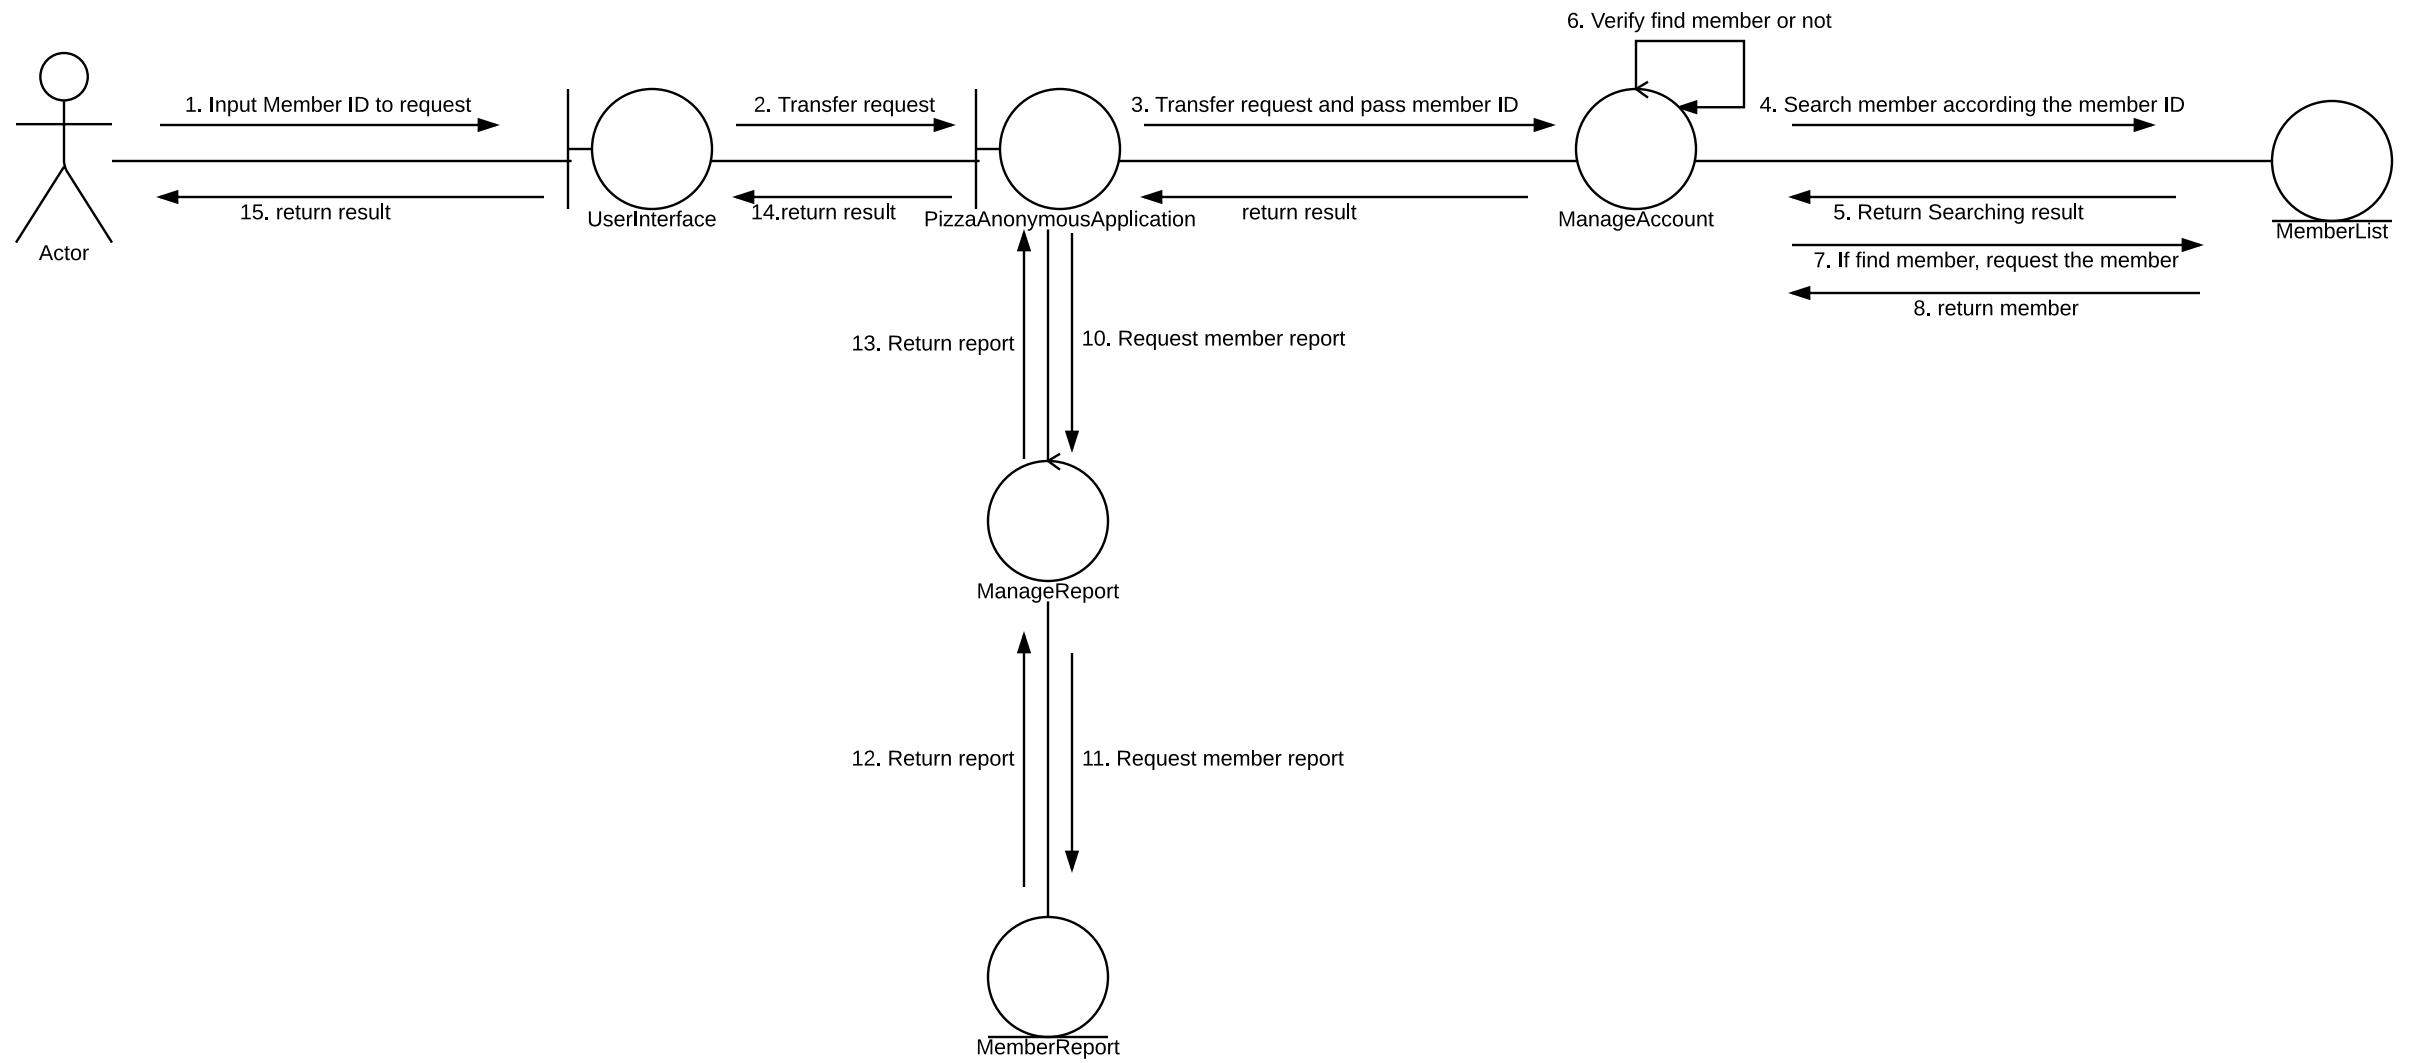 6. Verify find member or not
1. Input Member ID to request
2. Transfer request
3. Transfer request and pass member ID
4. Search member according the member ID
15. return result
14.return result
return result
5. Return Searching result
UserInterface
PizzaAnonymousApplication
ManageAccount
MemberList
Actor
7. If find member, request the member
8. return member
13. Return report
10. Request member report
ManageReport
12. Return report
11. Request member report
MemberReport